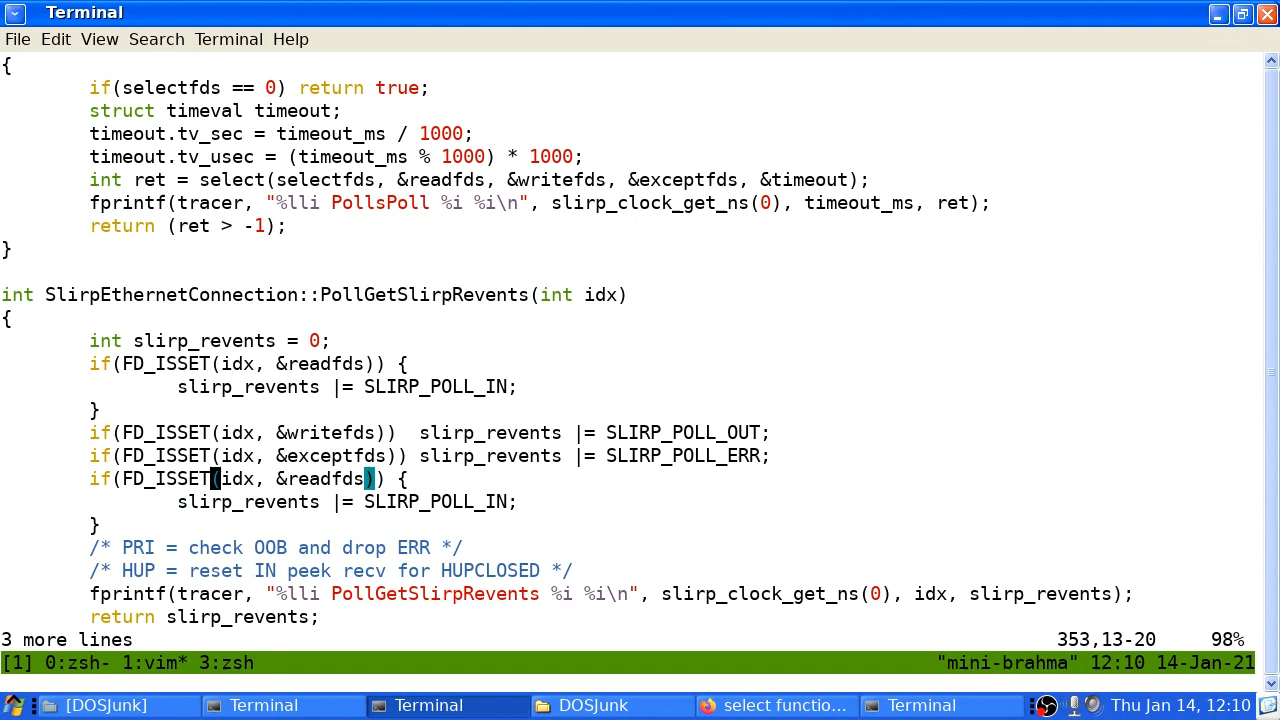 Terminal
File Edit View Search Terminal Help
{
        if(selectfds == 0) return true;
        struct timeval timeout;
        timeout.tv_sec = timeout_ms / 1000;
        timeout.tv_usec = (timeout_ms % 1000) * 1000;
        int ret = select(selectfds, &readfds, &writefds, &exceptfds, &timeout);
        fprintf(tracer, "%lli PollsPoll %i %i\n", slirp_clock_get_ns(0), timeout_ms, ret);
        return (ret > -1);
}
int SlirpEthernetConnection::PollGetSlirpRevents(int idx)
{
        int slirp_revents = 0;
        if(FD_ISSET(idx, &readfds)) {
                slirp_revents |= SLIRP_POLL_IN;
        }
        if(FD_ISSET(idx, &writefds))  slirp_revents |= SLIRP_POLL_OUT;
        if(FD_ISSET(idx, &exceptfds)) slirp_revents |= SLIRP_POLL_ERR;
        if(FD_ISSET(idx, &readfds)) {
                slirp_revents |= SLIRP_POLL_IN;
        }
        /* PRI = check OOB and drop ERR */
        /* HUP = reset IN peek recv for HUPCLOSED */
        fprintf(tracer, "%lli PollGetSlirpRevents %i %i\n", slirp_clock_get_ns(0), idx, slirp_revents);
        return slirp_revents;
3 more lines 353,13-20 98%
[1] 0:zsh- 1:vim* 3:zsh "mini-brahma" 12:10 14-Jan-21
[DOSJunk] Terminal Terminal DOSJunk select functio... Terminal Thu Jan 14, 12:10